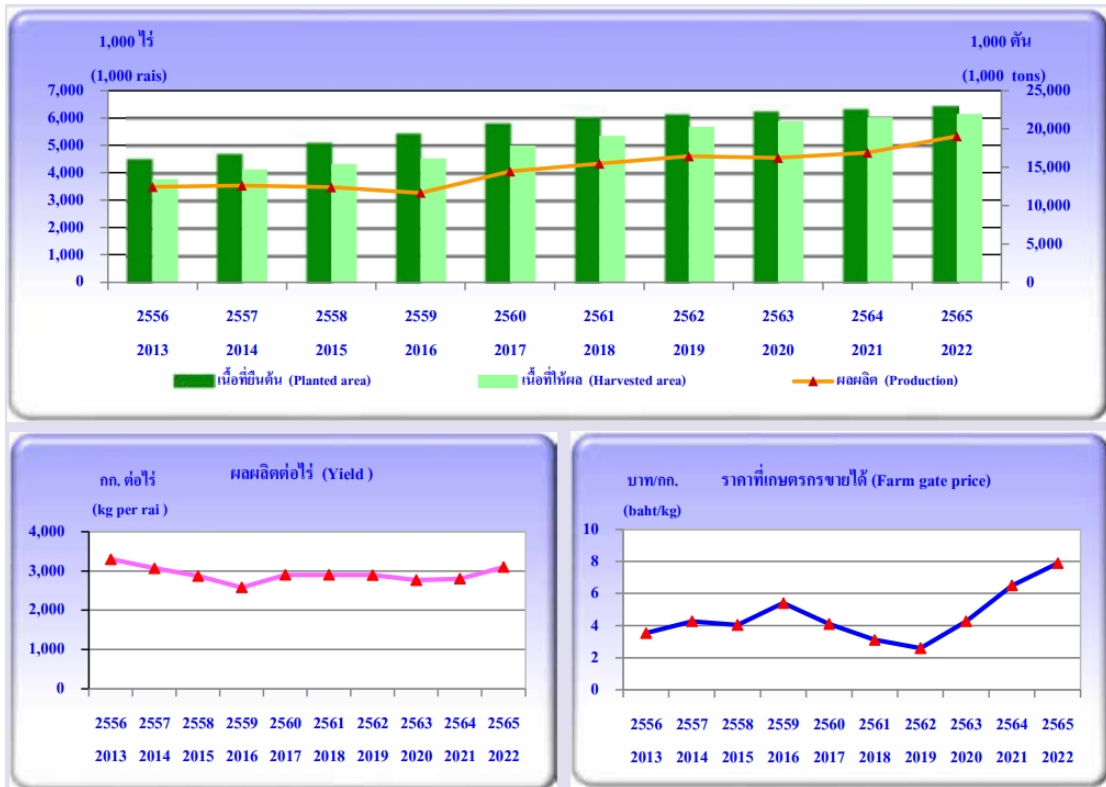 1,000 ไร่
(1,000 rais)
1,000 ตัน
(1,000 tons)
7,000
6,000
5,000
4,000
3,000
2,000
1,000
0
25,000
20,000
15,000
10,000
5,000
0
2556 2557 2558 2559 2560 2561 2562 2563 2564 2565
2013 2014 2015 2016 2017 2018 2019 2020 2021 2022
เนื้อที่ยืนต้น (Planted area) เนื้อที่ให้ผล (Harvested area) ผลผลิต (Production)
กก. ต่อไร่
(kg per rai )
ผลผลิตต่อไร่ (Yield )
4,000
3,000
2,000
1,000
0
2556 2557 2558 2559 2560 2561 2562 2563 2564 2565
2013 2014 2015 2016 2017 2018 2019 2020 2021 2022
บาท/กก.
(baht/kg)
ราคาที่เกษตรกรขายได้ (Farm gate price)
10
8
6
4
2
0
2556 2557 2558 2559 2560 2561 2562 2563 2564 2565
2013 2014 2015 2016 2017 2018 2019 2020 2021 2022